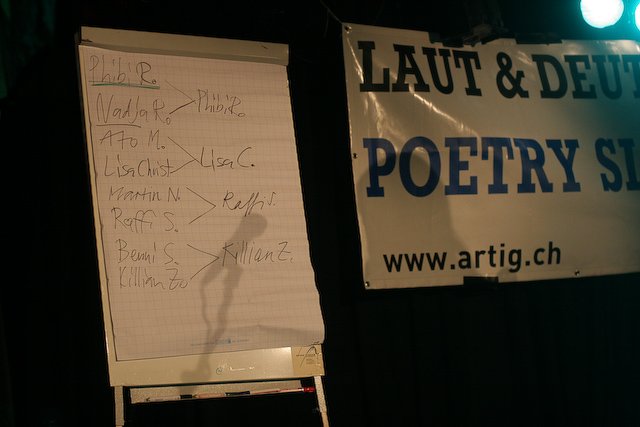 Phibi R.
Nadja R.
Phibi R.
Ato M.
Lisa Christ
Lisa C.
Martin N.
Raffi S.
Raffi S.
Benni S.
Killian Z.
Killian Z.
LAUT & DEUT
POETRY SL
www.artig.ch